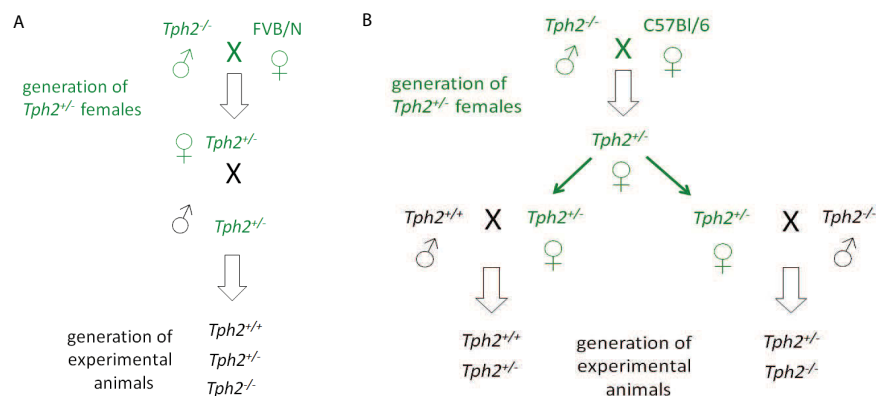 A
Tph2-/- FVB/N
X
♂ ♀
generation of
Tph2+/- females
♀ Tph2+/-
X
♂ Tph2+/-
generation of
experimental
animals
Tph2+/+
Tph2+/-
Tph2-/-
B
Tph2-/- C57Bl/6
X
♂ ♀
generation of
Tph2+/- females
Tph2+/-
♀
Tph2+/+ X Tph2+/-
♂ ♀
Tph2+/- X Tph2-/-
♀ ♂
Tph2+/+
Tph2+/-
generation of
experimental
animals
Tph2+/-
Tph2-/-